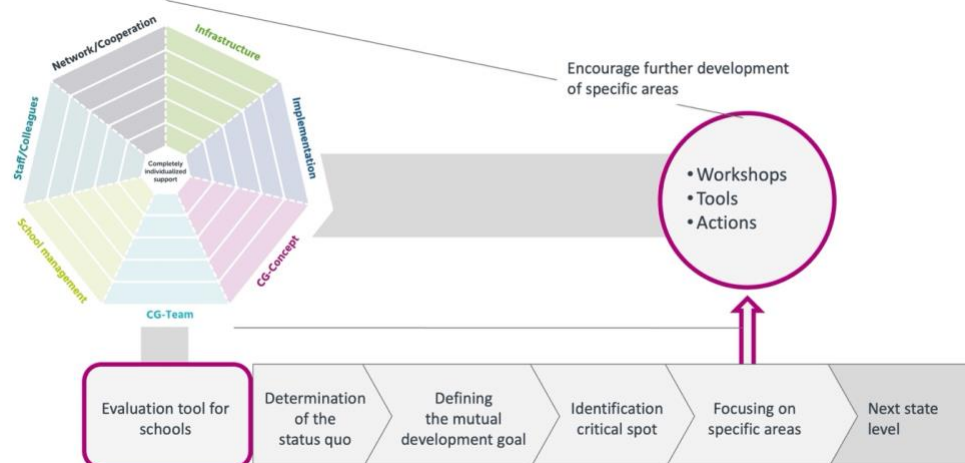 Network/Cooperation
Infrastructure
Implementation
CG-Concept
CG-Team
School management
Staff/Colleagues
Completely
individualized
support
Encourage further development
of specific areas
• Workshops
• Tools
• Actions
Evaluation tool for
schools
Determination
of the
status quo
Defining
the mutual
development goal
Identification
critical spot
Focusing on
specific areas
Next state
level